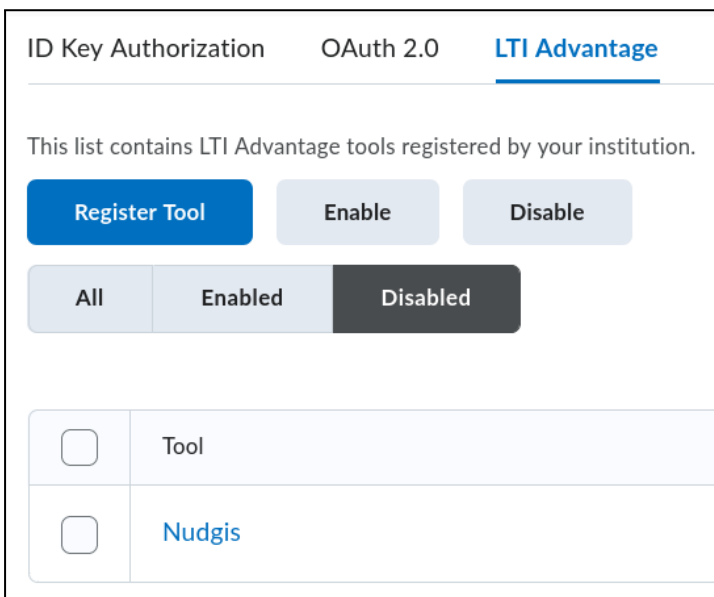 ID Key Authorization OAuth 2.0 LTI Advantage
This list contains LTI Advantage tools registered by your institution.
Register Tool Enable Disable
All Enabled Disabled
Tool
Nudgis